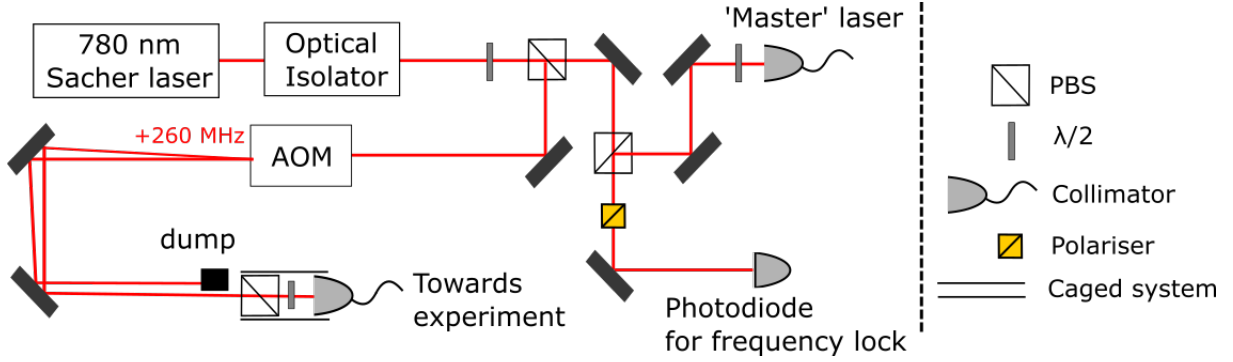 780 nm
Sacher laser
Optical
Isolator
'Master' laser
+260 MHz
AOM
dump
Towards
experiment
Photodiode
for frequency lock
PBS
λ/2
Collimator
Polariser
Caged system